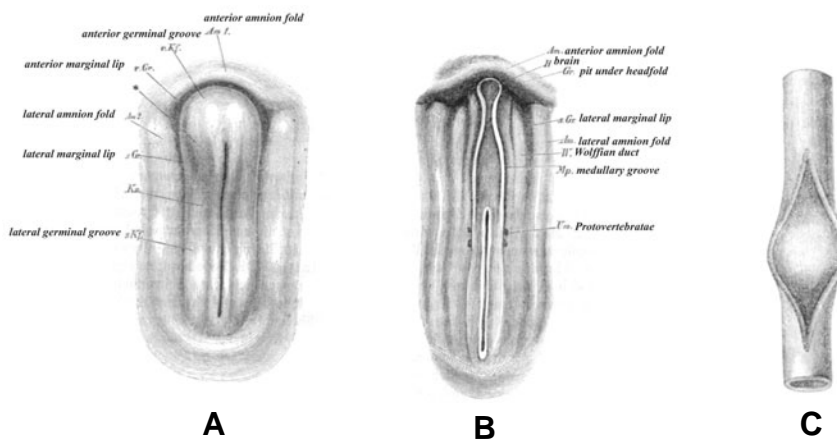 anterior amnion fold
Am 1.
anterior germinal groove
v.Kf.
anterior marginal lip
v.Gr.
*
lateral amnion fold
Am 2.
lateral marginal lip
s.Gr.
lateral germinal groove
s.Kf.
A
Am. anterior amnion fold
H brain
Gr. pit under headfold
s.Gr. lateral marginal lip
Am. lateral amnion fold
W. Wolffian duct
Mp. medullary groove
Protovertebratae
B
C